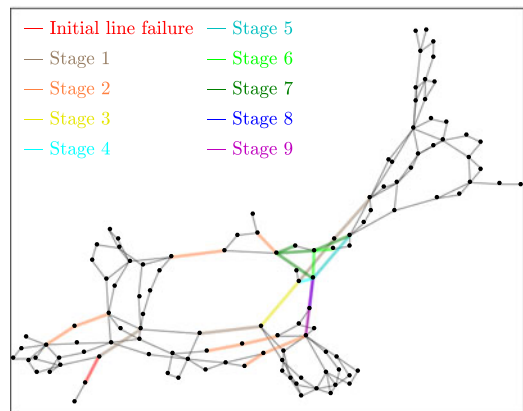 Initial line failure
Stage 1
Stage 2
Stage 3
Stage 4
Stage 5
Stage 6
Stage 7
Stage 8
Stage 9